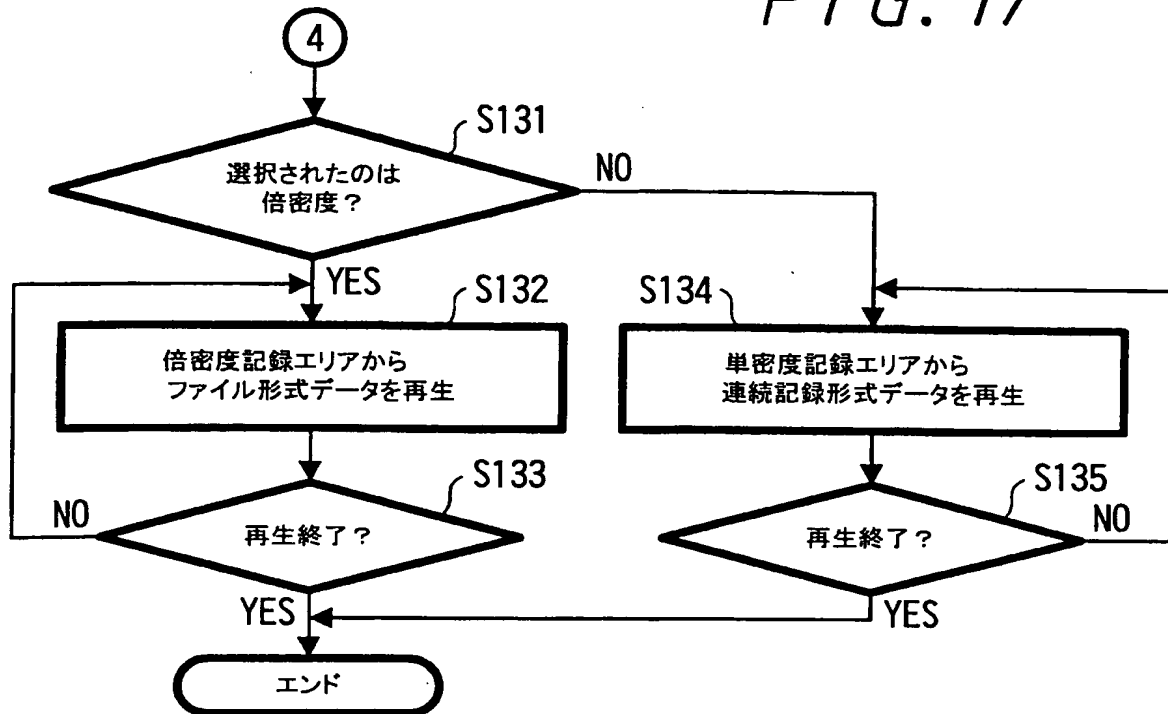 FIG. 17
4
S131
選択されたのは
倍密度?
NO
YES
S132
倍密度記録エリアから
ファイル形式データを再生
S134
単密度記録エリアから
連続記録形式データを再生
S133
再生終了?
NO
YES
S135
再生終了?
NO
YES
エンド